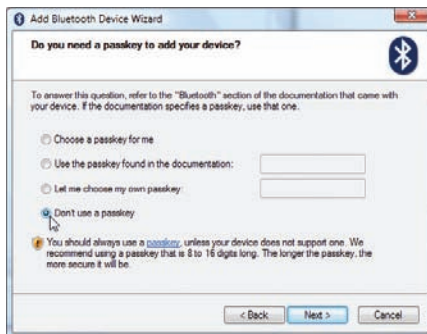 Add Bluetooth Device Wizard
Do you need a passkey to add your device?
To answer this question, refer to the "Bluetooth" section of the documentation that came with
your device. If the documentation specifies a passkey, use that one.
Choose a passkey for me
Use the passkey found in the documentation:
Let me choose my own passkey:
Don't use a passkey
You should always use a passkey, unless your device does not support one. We
recommend using a passkey that is 8 to 16 digits long. The longer the passkey, the
more secure it will be.
< Back Next > Cancel